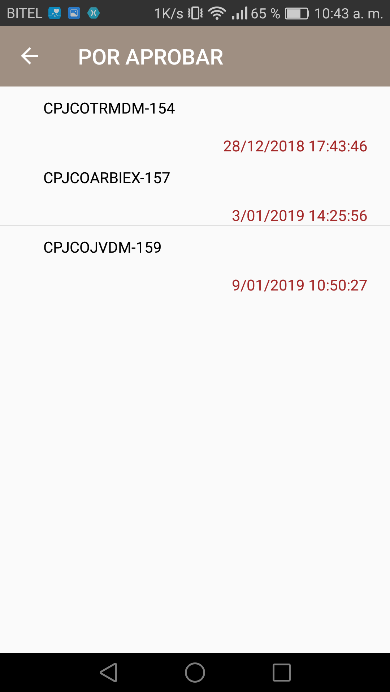 BITEL 1K/s 65 % 10:43 a. m.
POR APROBAR
CPJCOTRMDM-154
28/12/2018 17:43:46
CPJCOARBIEX-157
3/01/2019 14:25:56
CPJCOJVDM-159
9/01/2019 10:50:27